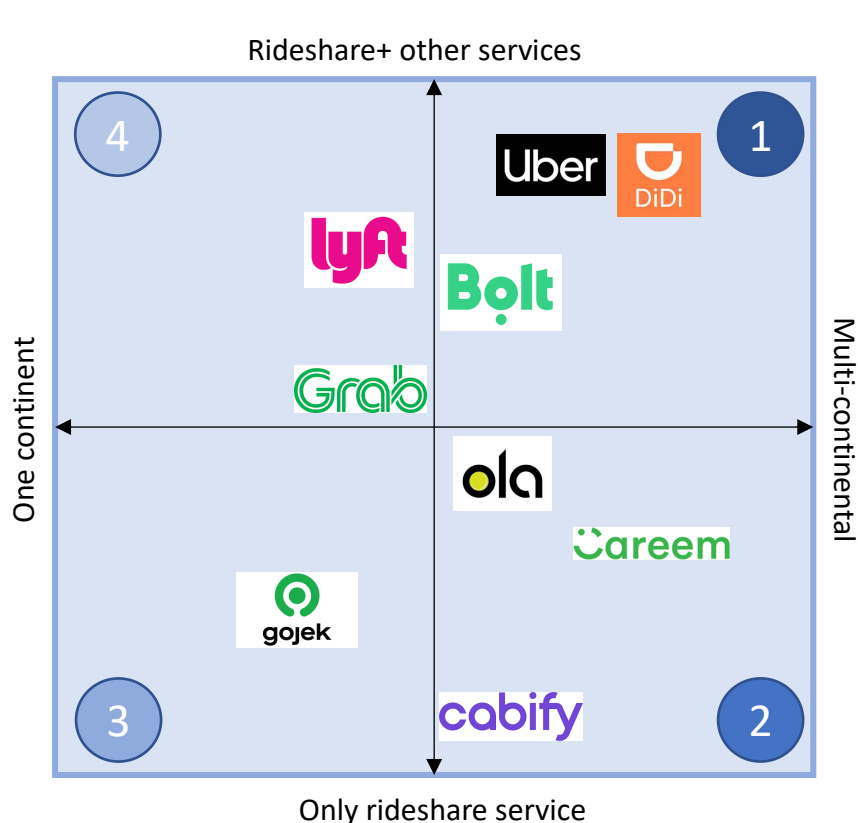 Rideshare+ other services
4
1
Uber
DiDi
lyft
Bolt
One continent
Multi-continental
Grab
ola
Careem
gojek
3
cabify
2
Only rideshare service